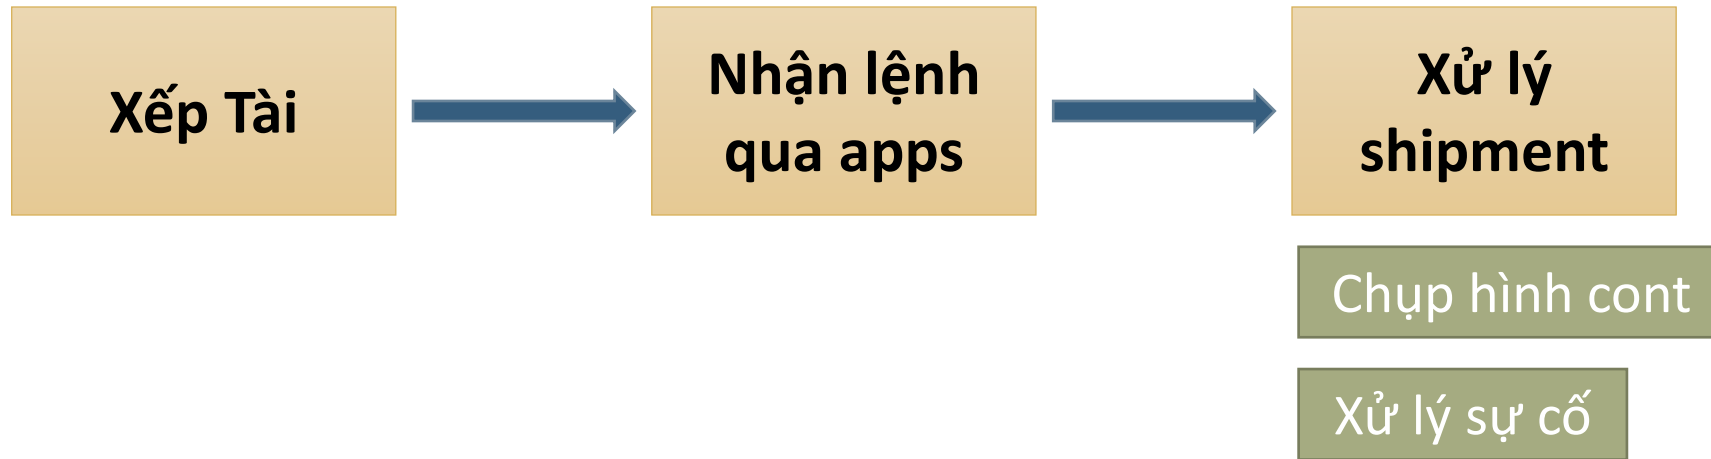 Xếp Tài
Nhận lệnh
qua apps
Xử lý
shipment
Chụp hình cont
Xử lý sự cố